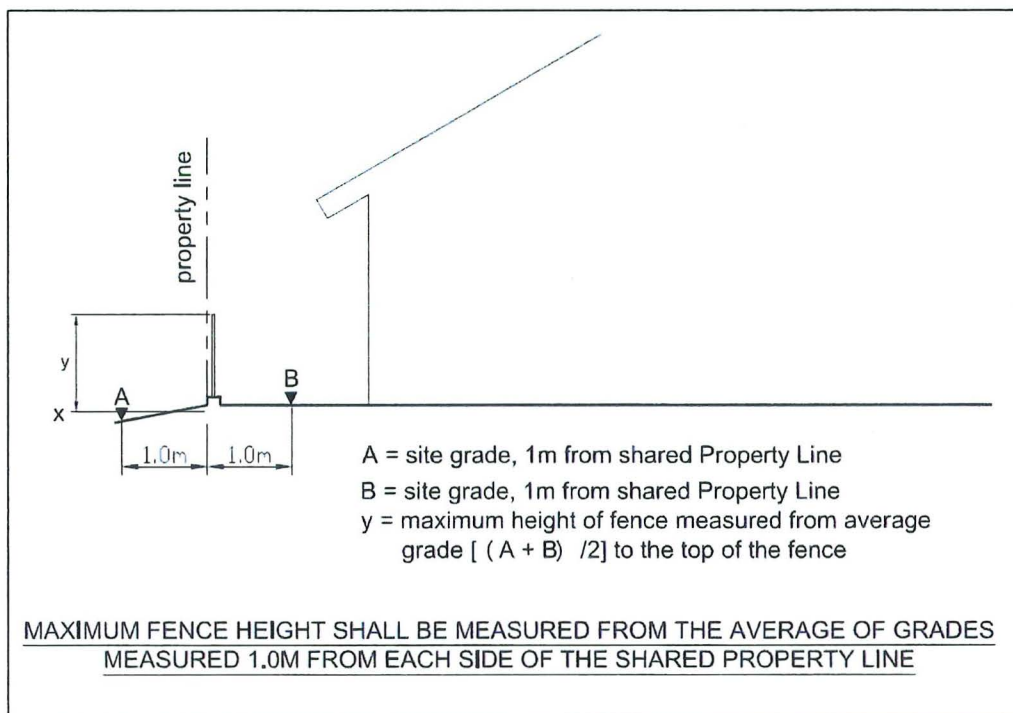 property line
y
A
B
x
1.0m
1.0m
A = site grade, 1m from shared Property Line
B = site grade, 1m from shared Property Line
y = maximum height of fence measured from average
grade [ ( A + B) /2] to the top of the fence
MAXIMUM FENCE HEIGHT SHALL BE MEASURED FROM THE AVERAGE OF GRADES
MEASURED 1.0M FROM EACH SIDE OF THE SHARED PROPERTY LINE